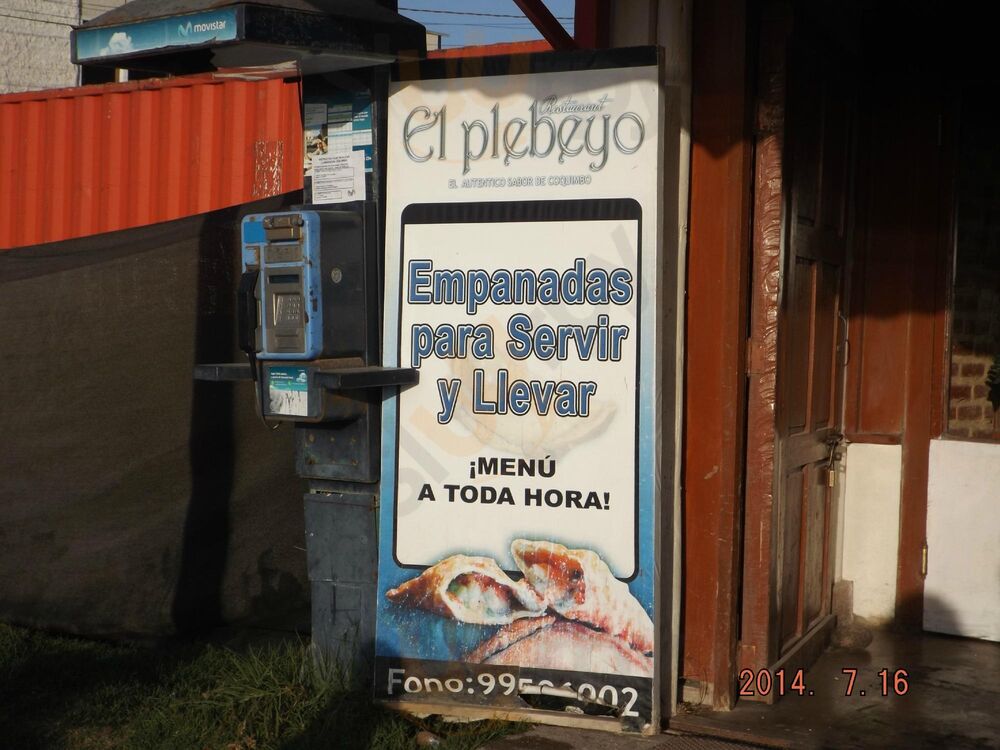 movistar
Restaurant
El plebeyo
EL AUTENTICO SABOR DE COQUIMBO
Empanadas
para Servir
y Llevar
¡MENÚ
A TODA HORA!
2014. 7.16